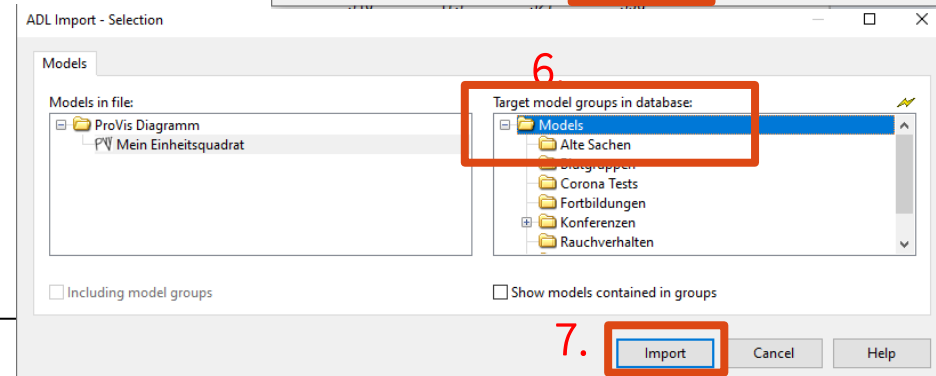 ADL Import - Selection
Models
6.
Models in file:
Target model groups in database:
ProVis Diagramm
Mein Einheitsquadrat
Models
Alte Sachen
Blutgruppen
Corona Tests
Fortbildungen
Konferenzen
Rauchverhalten
Including model groups
Show models contained in groups
7.
Import
Cancel
Help